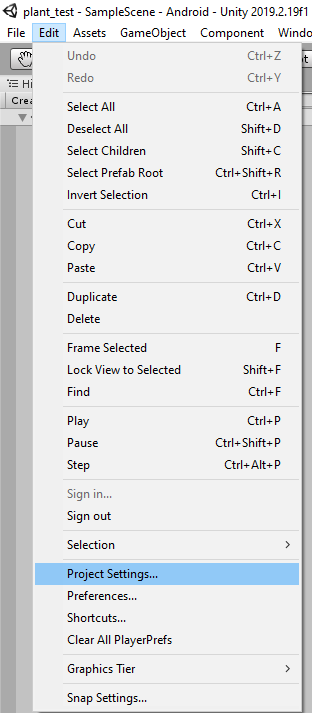 plant_test - SampleScene - Android - Unity 2019.2.19f1
File Edit Assets GameObject Component
Undo Ctrl+Z
Redo Ctrl+Y
Select All Ctrl+A
Deselect All Shift+D
Select Children Shift+C
Select Prefab Root Ctrl+Shift+R
Invert Selection Ctrl+I
Cut Ctrl+X
Copy Ctrl+C
Paste Ctrl+V
Duplicate Ctrl+D
Delete
Frame Selected F
Lock View to Selected Shift+F
Find Ctrl+F
Play Ctrl+P
Pause Ctrl+Shift+P
Step Ctrl+Alt+P
Sign in...
Sign out
Selection
Project Settings...
Preferences...
Shortcuts...
Clear All PlayerPrefs
Graphics Tier
Snap Settings...